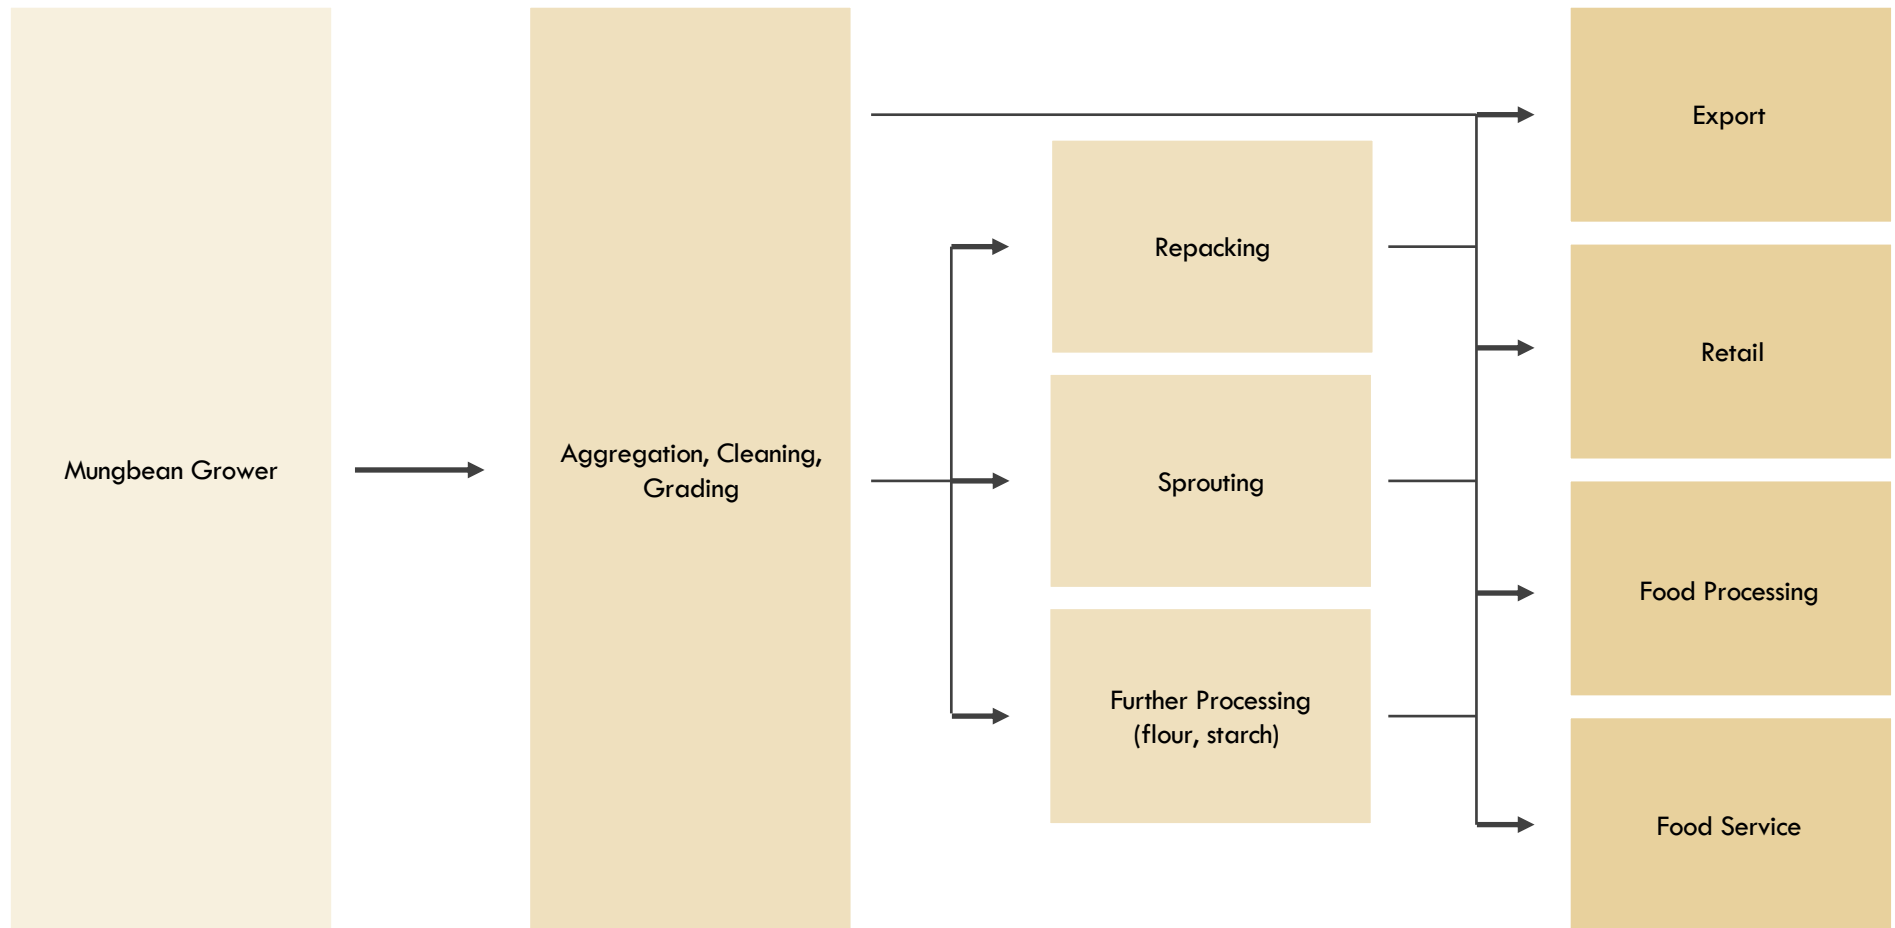 Mungbean Grower
Aggregation, Cleaning,
Grading
Repacking
Sprouting
Further Processing
(flour, starch)
Export
Retail
Food Processing
Food Service